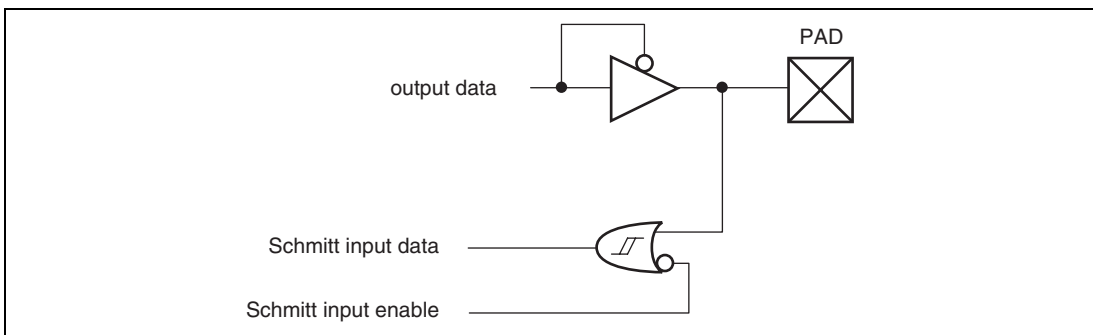 PAD
output data
Schmitt input data
Schmitt input enable